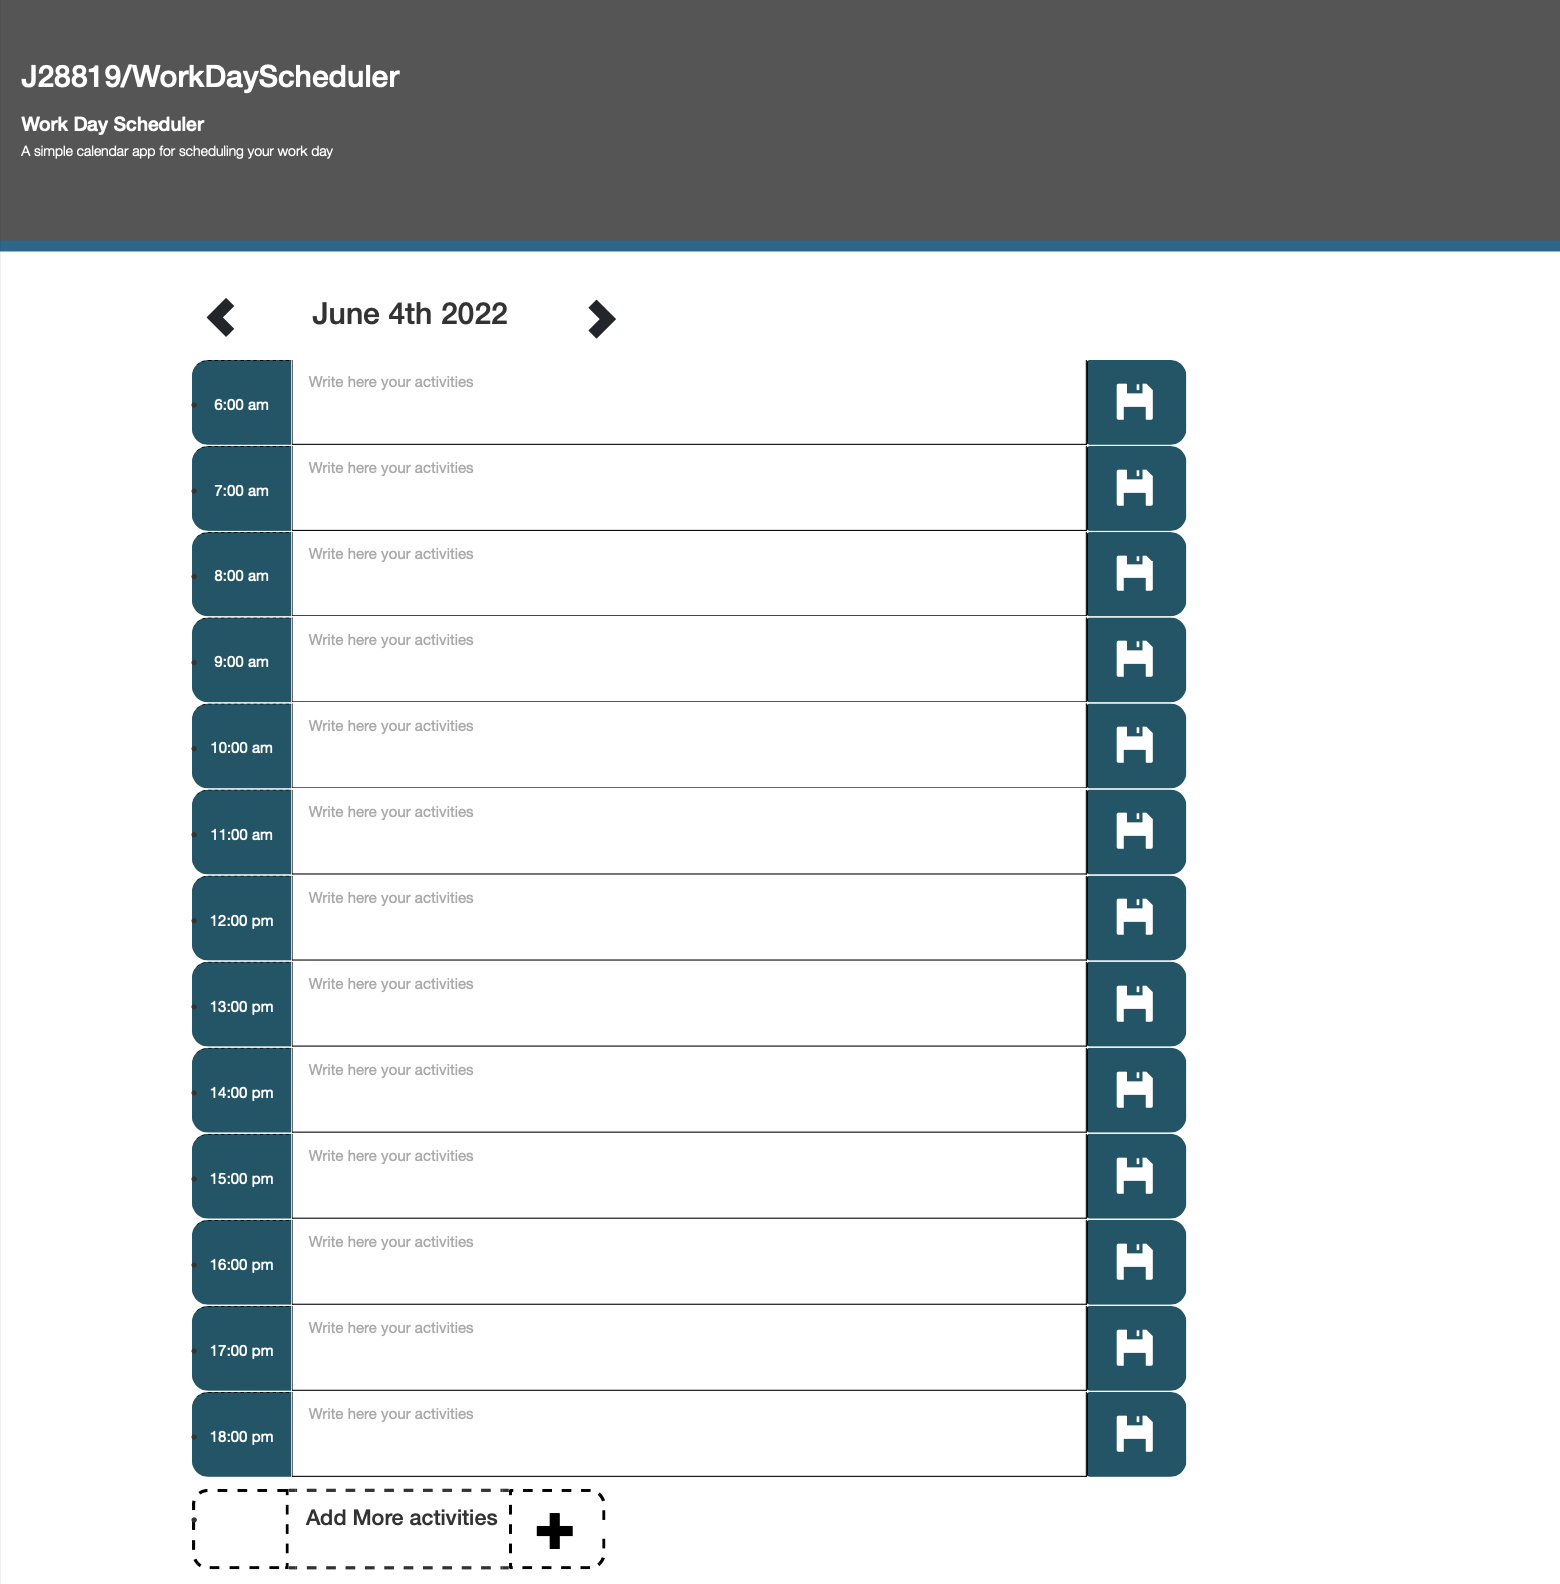 J28819/WorkDayScheduler
Work Day Scheduler
A simple calendar app for scheduling your work day
June 4th 2022
6:00 am Write here your activities
7:00 am Write here your activities
8:00 am Write here your activities
9:00 am Write here your activities
10:00 am Write here your activities
11:00 am Write here your activities
12:00 pm Write here your activities
13:00 pm Write here your activities
14:00 pm Write here your activities
15:00 pm Write here your activities
16:00 pm Write here your activities
17:00 pm Write here your activities
18:00 pm Write here your activities
Add More activities